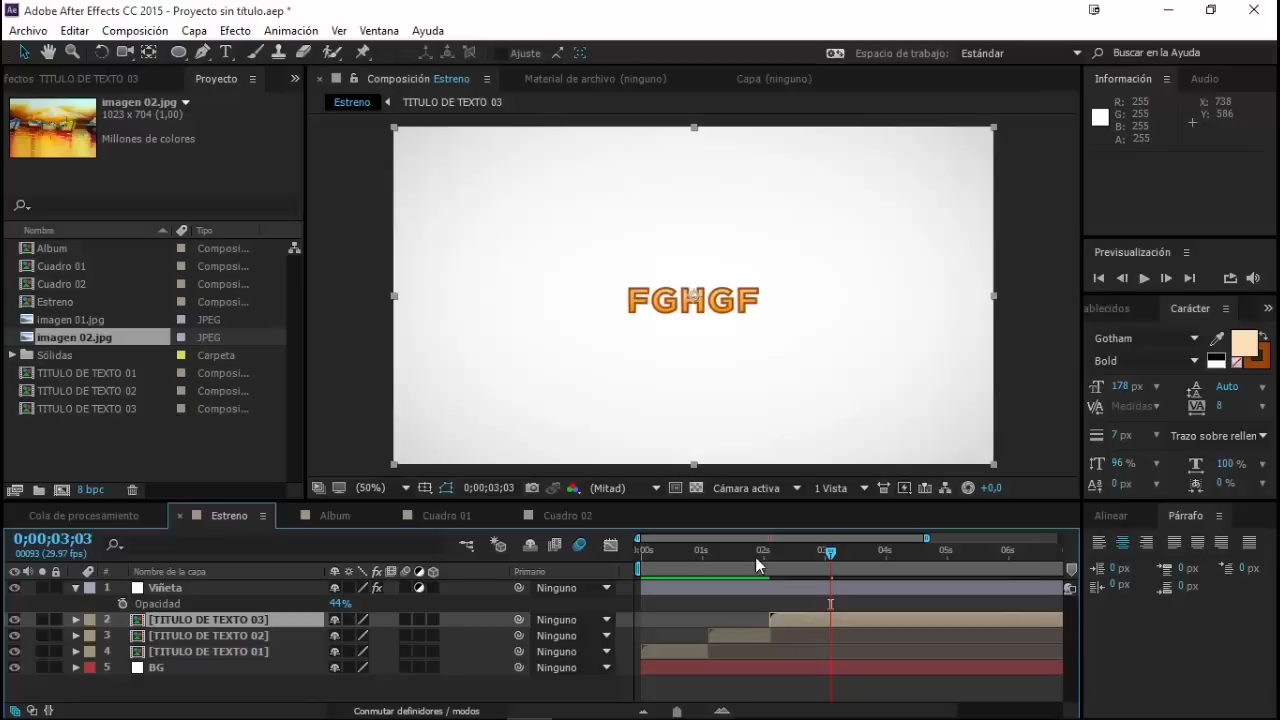 Adobe After Effects CC 2015 - Proyecto sin título.aep *
Archivo Editar Composición Capa Efecto Animación Ver Ventana Ayuda
Ajuste Espacio de trabajo: Estándar Buscar en la Ayuda
fectos TITULO DE TEXTO 03 Proyecto
Composición Estreno Material de archivo (ninguno) Capa (ninguno)
Información Audio
imagen 02.jpg
1023 x 704 (1,00)
Millones de colores
Estreno TITULO DE TEXTO 03
R: 255
G: 255
B: 255
A: 255
X: 738
Y: 586
Nombre Tipo
Album Composi...
Cuadro 01 Composi...
Cuadro 02 Composi...
Estreno Composi...
imagen 01.jpg JPEG
imagen 02.jpg JPEG
Sólidas Carpeta
TITULO DE TEXTO 01 Composi...
TITULO DE TEXTO 02 Composi...
TITULO DE TEXTO 03 Composi...
8 bpc
FGHGF
(50%) 0;00;03;03 (Mitad) Cámara activa 1 Vista +0,0
Previsualización
ablecidos Carácter
Gotham
Bold
178 px Auto
Medidas 8
7 px Trazo sobre rellen
96 % 100 %
0 px 0 %
Cola de procesamiento Estreno Album Cuadro 01 Cuadro 02
Alinear Párrafo
0;00;03;03
00093 (29.97 fps)
:00s 01s 02s 03s 04s 05s 06s
# Nombre de la capa fx Primario
1 Viñeta fx Ninguno
Opacidad 44%
2 [TITULO DE TEXTO 03] Ninguno
3 [TITULO DE TEXTO 02] Ninguno
4 [TITULO DE TEXTO 01] Ninguno
5 BG Ninguno
0 px 0 px 0 px
0 px 0 px
Conmutar definidores / modos